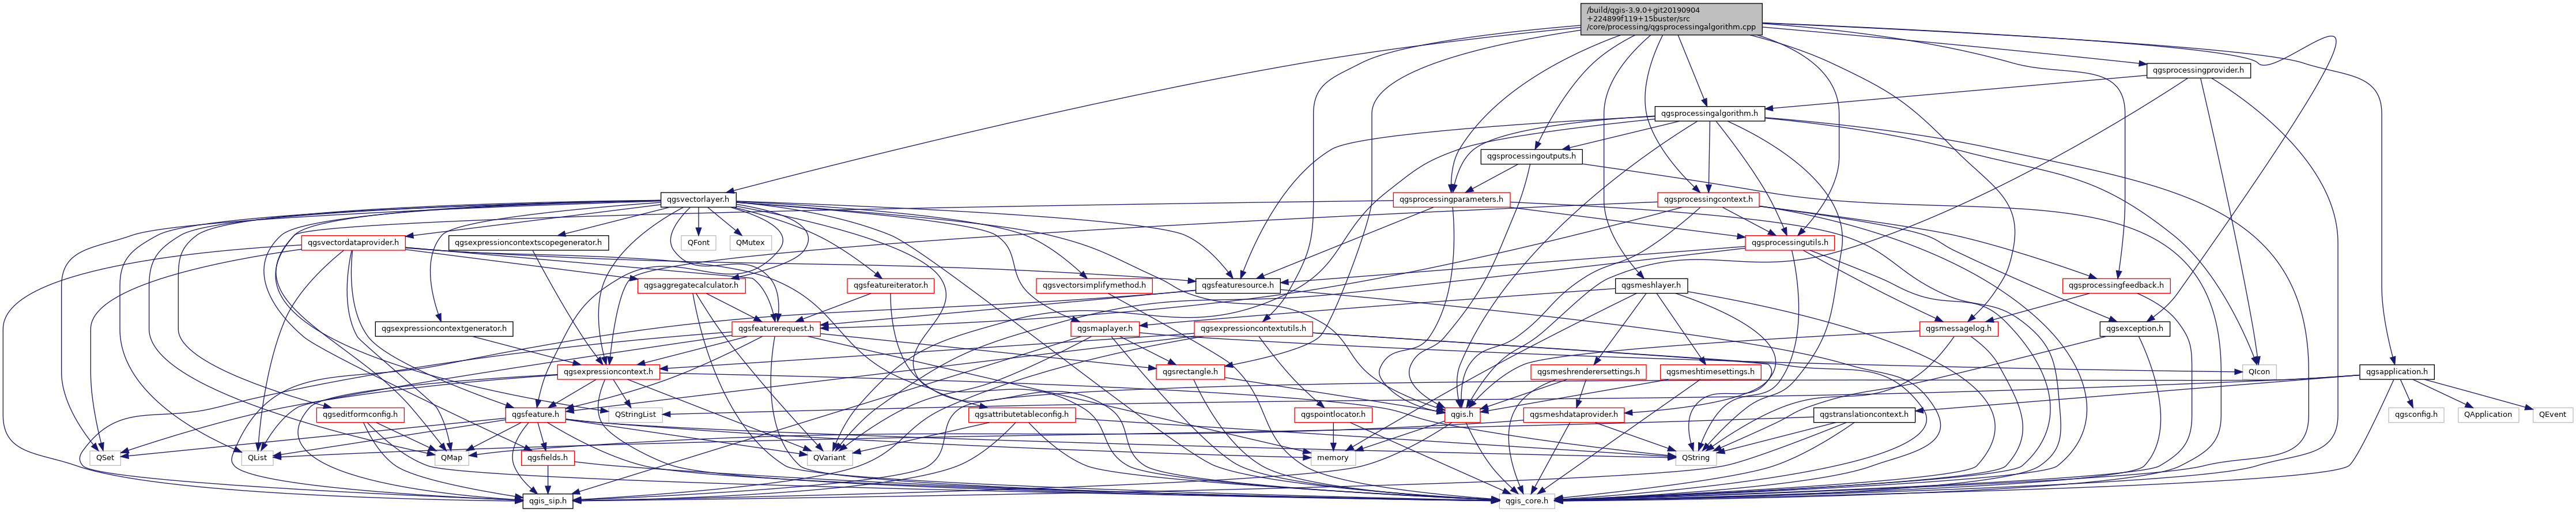 /build/qgis-3.9.0+git20190904
+224899f119+15buster/src
/core/processing/qgsprocessingalgorithm.cpp
qgsprocessingprovider.h
qgsprocessingalgorithm.h
qgsprocessingoutputs.h
qgsvectorlayer.h
qgsprocessingparameters.h
qgsprocessingcontext.h
qgsvectordataprovider.h
qgsexpressioncontextscopegenerator.h
QFont
QMutex
qgsprocessingutils.h
qgsaggregatecalculator.h
qgsfeatureiterator.h
qgsvectorsimplifymethod.h
qgsfeaturesource.h
qgsmeshlayer.h
qgsprocessingfeedback.h
qgsexpressioncontextgenerator.h
qgsfeaturerequest.h
qgsmaplayer.h
qgsexpressioncontextutils.h
qgsmessagelog.h
qgsexception.h
qgsexpressioncontext.h
qgsrectangle.h
qgsmeshrenderersettings.h
qgsmeshtimesettings.h
QIcon
qgsapplication.h
qgseditformconfig.h
qgsfeature.h
QStringList
qgsattributetableconfig.h
qgspointlocator.h
qgis.h
qgsmeshdataprovider.h
qgstranslationcontext.h
qgsconfig.h
QApplication
QEvent
QSet
QList
QMap
qgsfields.h
QVariant
memory
QString
qgis_sip.h
qgis_core.h